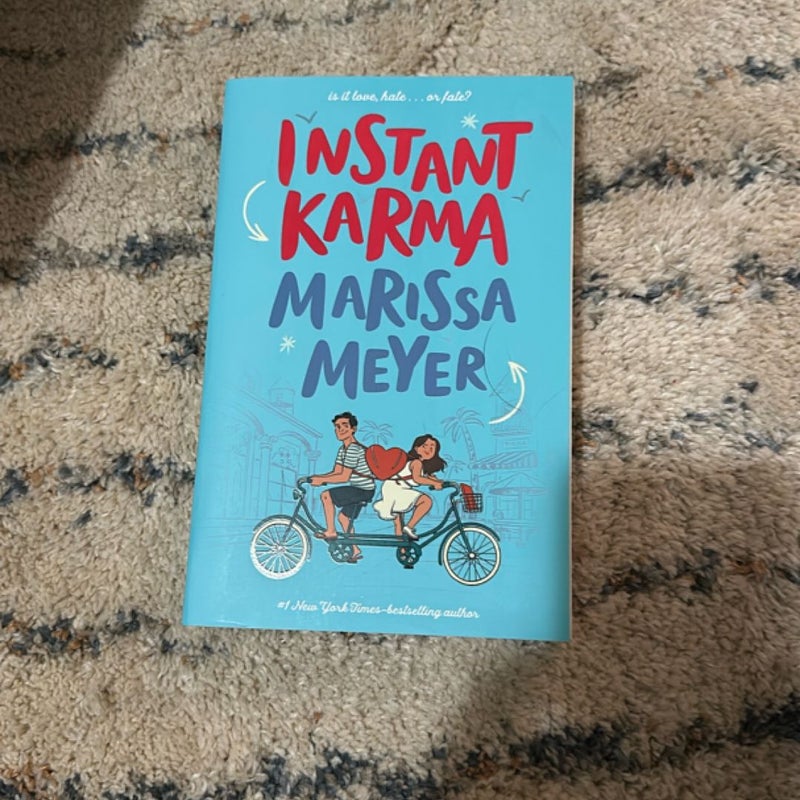 is it love, hate . . . or fate?
INSTANT
KARMA
MARISSA
MEYER
#1 New York Times-bestselling author